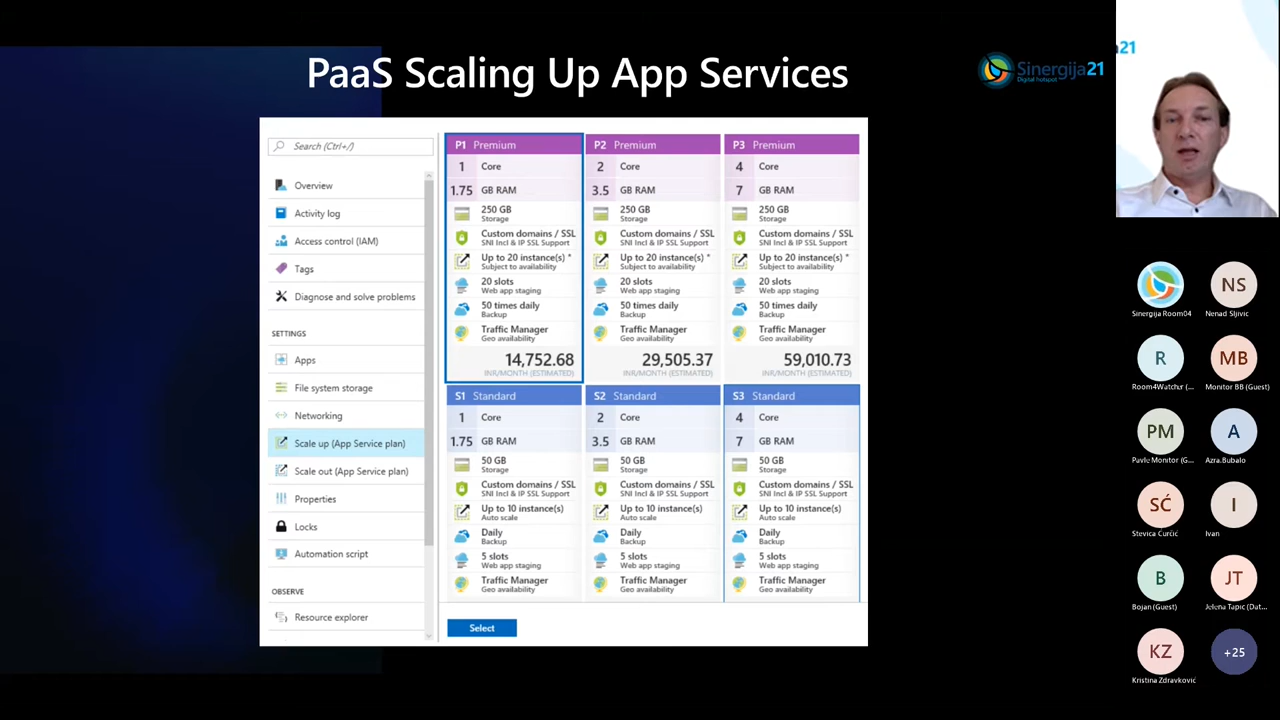 PaaS Scaling Up App Services
Sinergija21
Digital hotspot
21
Search (Ctrl+/)
Overview
Activity log
Access control (IAM)
Tags
Diagnose and solve problems
SETTINGS
Apps
File system storage
Networking
Scale up (App Service plan)
Scale out (App Service plan)
Properties
Locks
Automation script
OBSERVE
Resource explorer
P1 Premium
1 Core
1.75 GB RAM
250 GB
Storage
Custom domains / SSL
SNI Incl & IP SSL Support
Up to 20 instance(s) *
Subject to availability
20 slots
Web app staging
50 times daily
Backup
Traffic Manager
Geo availability
14,752.68
INR/MONTH (ESTIMATED)
P2 Premium
2 Core
3.5 GB RAM
250 GB
Storage
Custom domains / SSL
SNI Incl & IP SSL Support
Up to 20 instance(s) *
Subject to availability
20 slots
Web app staging
50 times daily
Backup
Traffic Manager
Geo availability
29,505.37
INR/MONTH (ESTIMATED)
P3 Premium
4 Core
7 GB RAM
250 GB
Storage
Custom domains / SSL
SNI Incl & IP SSL Support
Up to 20 instance(s) *
Subject to availability
20 slots
Web app staging
50 times daily
Backup
Traffic Manager
Geo availability
59,010.73
INR/MONTH (ESTIMATED)
S1 Standard
1 Core
1.75 GB RAM
50 GB
Storage
Custom domains / SSL
SNI Incl & IP SSL Support
Up to 10 instance(s)
Auto scale
Daily
Backup
5 slots
Web app staging
Traffic Manager
Geo availability
S2 Standard
2 Core
3.5 GB RAM
50 GB
Storage
Custom domains / SSL
SNI Incl & IP SSL Support
Up to 10 instance(s)
Auto scale
Daily
Backup
5 slots
Web app staging
Traffic Manager
Geo availability
S3 Standard
4 Core
7 GB RAM
50 GB
Storage
Custom domains / SSL
SNI Incl & IP SSL Support
Up to 10 instance(s)
Auto scale
Daily
Backup
5 slots
Web app staging
Traffic Manager
Geo availability
Select
Sinergija Room04
NS
Nenad Sljivic
R
Room4Watchr (...
MB
Monitor BB (Guest)
PM
Pavle Monitor (G...
A
Azra.Bubalo
SĆ
Stevica Ćurčić
I
Ivan
B
Bojan (Guest)
JT
Jelena Tapic (Dat...
KZ
Kristina Zdravković
+25